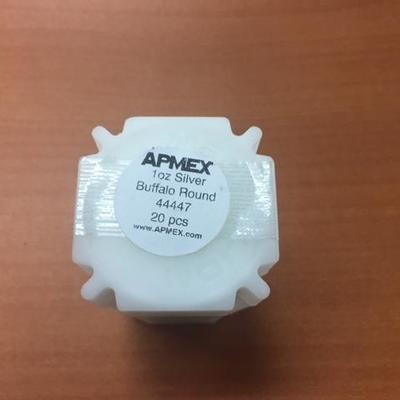 APMEX
1oz Silver
Buffalo Round
44447
20 pcs
www.APMEX.com